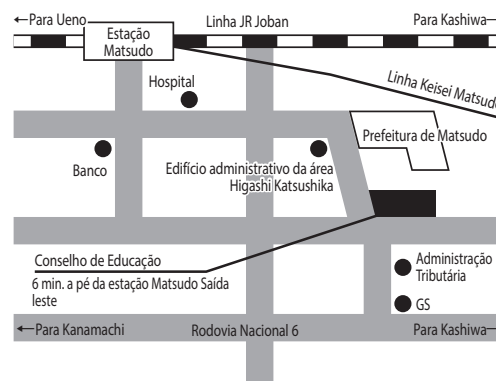 ←Para Ueno
Linha JR Joban
Para Kashiwa
Estação
Matsudo
Linha Keisei Matsudo
Hospital
Prefeitura de Matsudo
Banco
Edifício administrativo da área
Higashi Katsushika
Conselho de Educação
6 min. a pé da estação Matsudo Saída
leste
Administração
Tributária
GS
←Para Kanamachi
Rodovia Nacional 6
Para Kashiwa